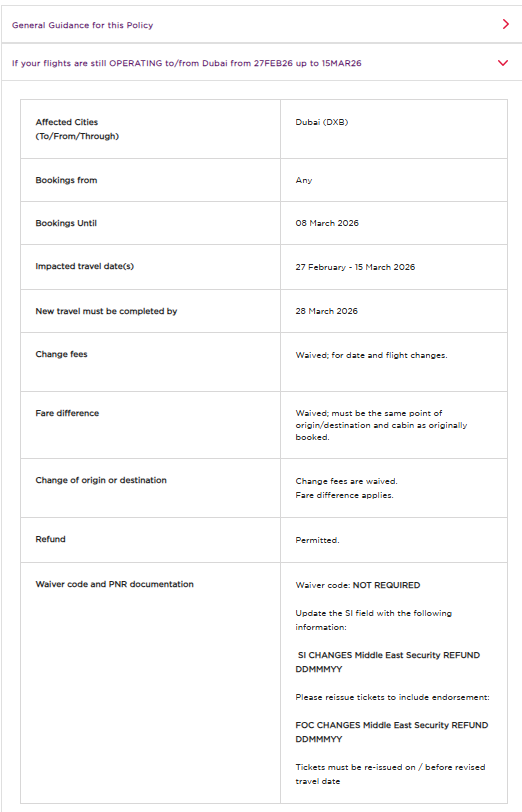 General Guidance for this Policy
If your flights are still OPERATING to/from Dubai from 27FEB26 up to 15MAR26
Affected Cities
(To/From/Through)
Dubai (DXB)
Bookings from
Any
Bookings Until
08 March 2026
Impacted travel date(s)
27 February - 15 March 2026
New travel must be completed by
28 March 2026
Change fees
Waived; for date and flight changes.
Fare difference
Waived; must be the same point of
origin/destination and cabin as originally
booked.
Change of origin or destination
Change fees are waived.
Fare difference applies.
Refund
Permitted.
Waiver code and PNR documentation
Waiver code: NOT REQUIRED
Update the SI field with the following
information:
SI CHANGES Middle East Security REFUND
DDMMMYY
Please reissue tickets to include endorsement:
FOC CHANGES Middle East Security REFUND
DDMMMYY
Tickets must be re-issued on / before revised
travel date